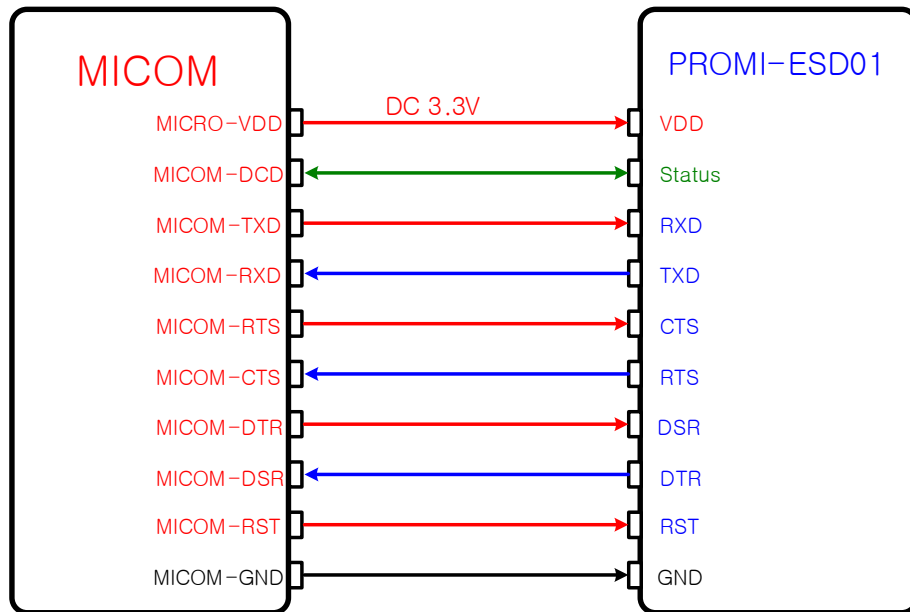 MICOM
PROMI-ESD01
DC 3.3V
MICRO-VDD
VDD
MICOM-DCD
Status
MICOM-TXD
RXD
MICOM-RXD
TXD
MICOM-RTS
CTS
MICOM-CTS
RTS
MICOM-DTR
DSR
MICOM-DSR
DTR
MICOM-RST
RST
MICOM-GND
GND